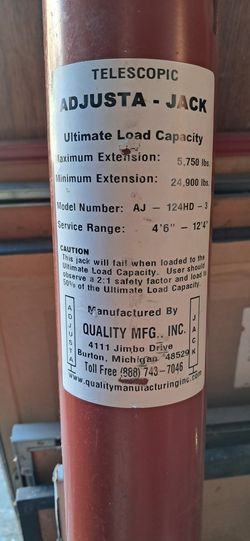 TELESCOPIC
ADJUSTA - JACK
Ultimate Load Capacity
Maximum Extension: 5,750 lbs.
Minimum Extension: 24,900 lbs.
Model Number: AJ - 124HD - 3
Service Range: 4'6" - 12'4"
CAUTION
This jack will fail when loaded to the
Ultimate Load Capacity. User should
observe a 2:1 safety factor and load to
50% of the Ultimate Load Capacity.
Manufactured By
QUALITY MFG., INC.
4111 Jimbo Drive
Burton, Michigan 48529
Toll Free (888) 743-7046
www.qualitymanufacturinginc.com
ADJUSTA
JACK